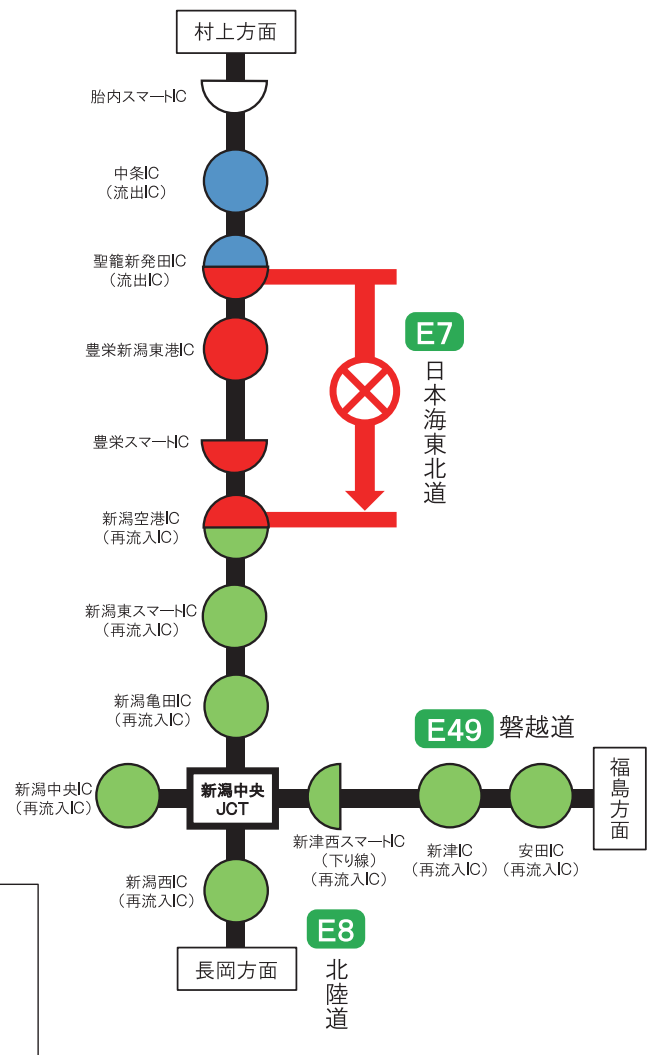 村上方面
胎内スマートIC
中条IC
(流出IC)
聖籠新発田IC
(流出IC)
豊栄新潟東港IC
E7
日本海東北道
豊栄スマートIC
新潟空港IC
(再流入IC)
新潟東スマートIC
(再流入IC)
新潟亀田IC
(再流入IC)
E49 磐越道
新潟中央IC
(再流入IC)
新潟中央
JCT
新津西スマートIC
(下り線)
(再流入IC)
新津IC
(再流入IC)
安田IC
(再流入IC)
福島方面
新潟西IC
(再流入IC)
E8
北陸道
長岡方面